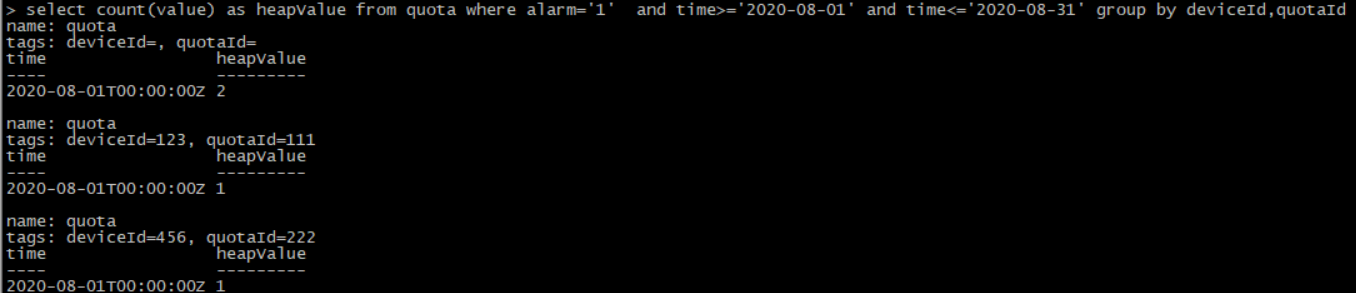 > select count(value) as heapValue from quota where alarm='1'  and time>='2020-08-01' and time<='2020-08-31' group by deviceId,quotaId
name: quota
tags: deviceId=, quotaId=
time                 heapValue
----                 ---------
2020-08-01T00:00:00Z 2

name: quota
tags: deviceId=123, quotaId=111
time                 heapValue
----                 ---------
2020-08-01T00:00:00Z 1

name: quota
tags: deviceId=456, quotaId=222
time                 heapValue
----                 ---------
2020-08-01T00:00:00Z 1